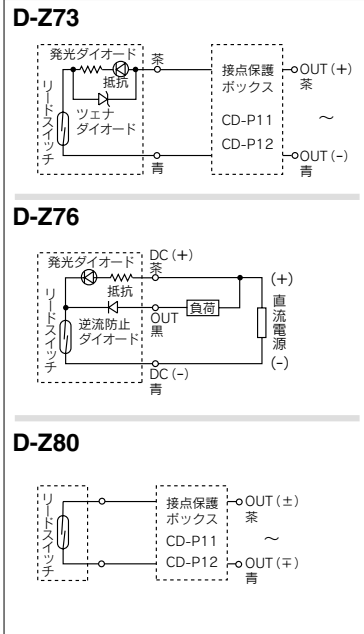 D-Z73
発光ダイオード
茶
抵抗
ツェナ
ダイオード
リードスイッチ
青
接点保護
ボックス
CD-P11
CD-P12
OUT(+)
茶
～
OUT(-)
青
D-Z76
発光ダイオード
DC(+)
茶
抵抗
リードスイッチ
逆流防止
ダイオード
OUT
黒
負荷
(+)
直流電源
(-)
DC(-)
青
D-Z80
リードスイッチ
接点保護
ボックス
CD-P11
CD-P12
OUT(±)
茶
～
OUT(∓)
青